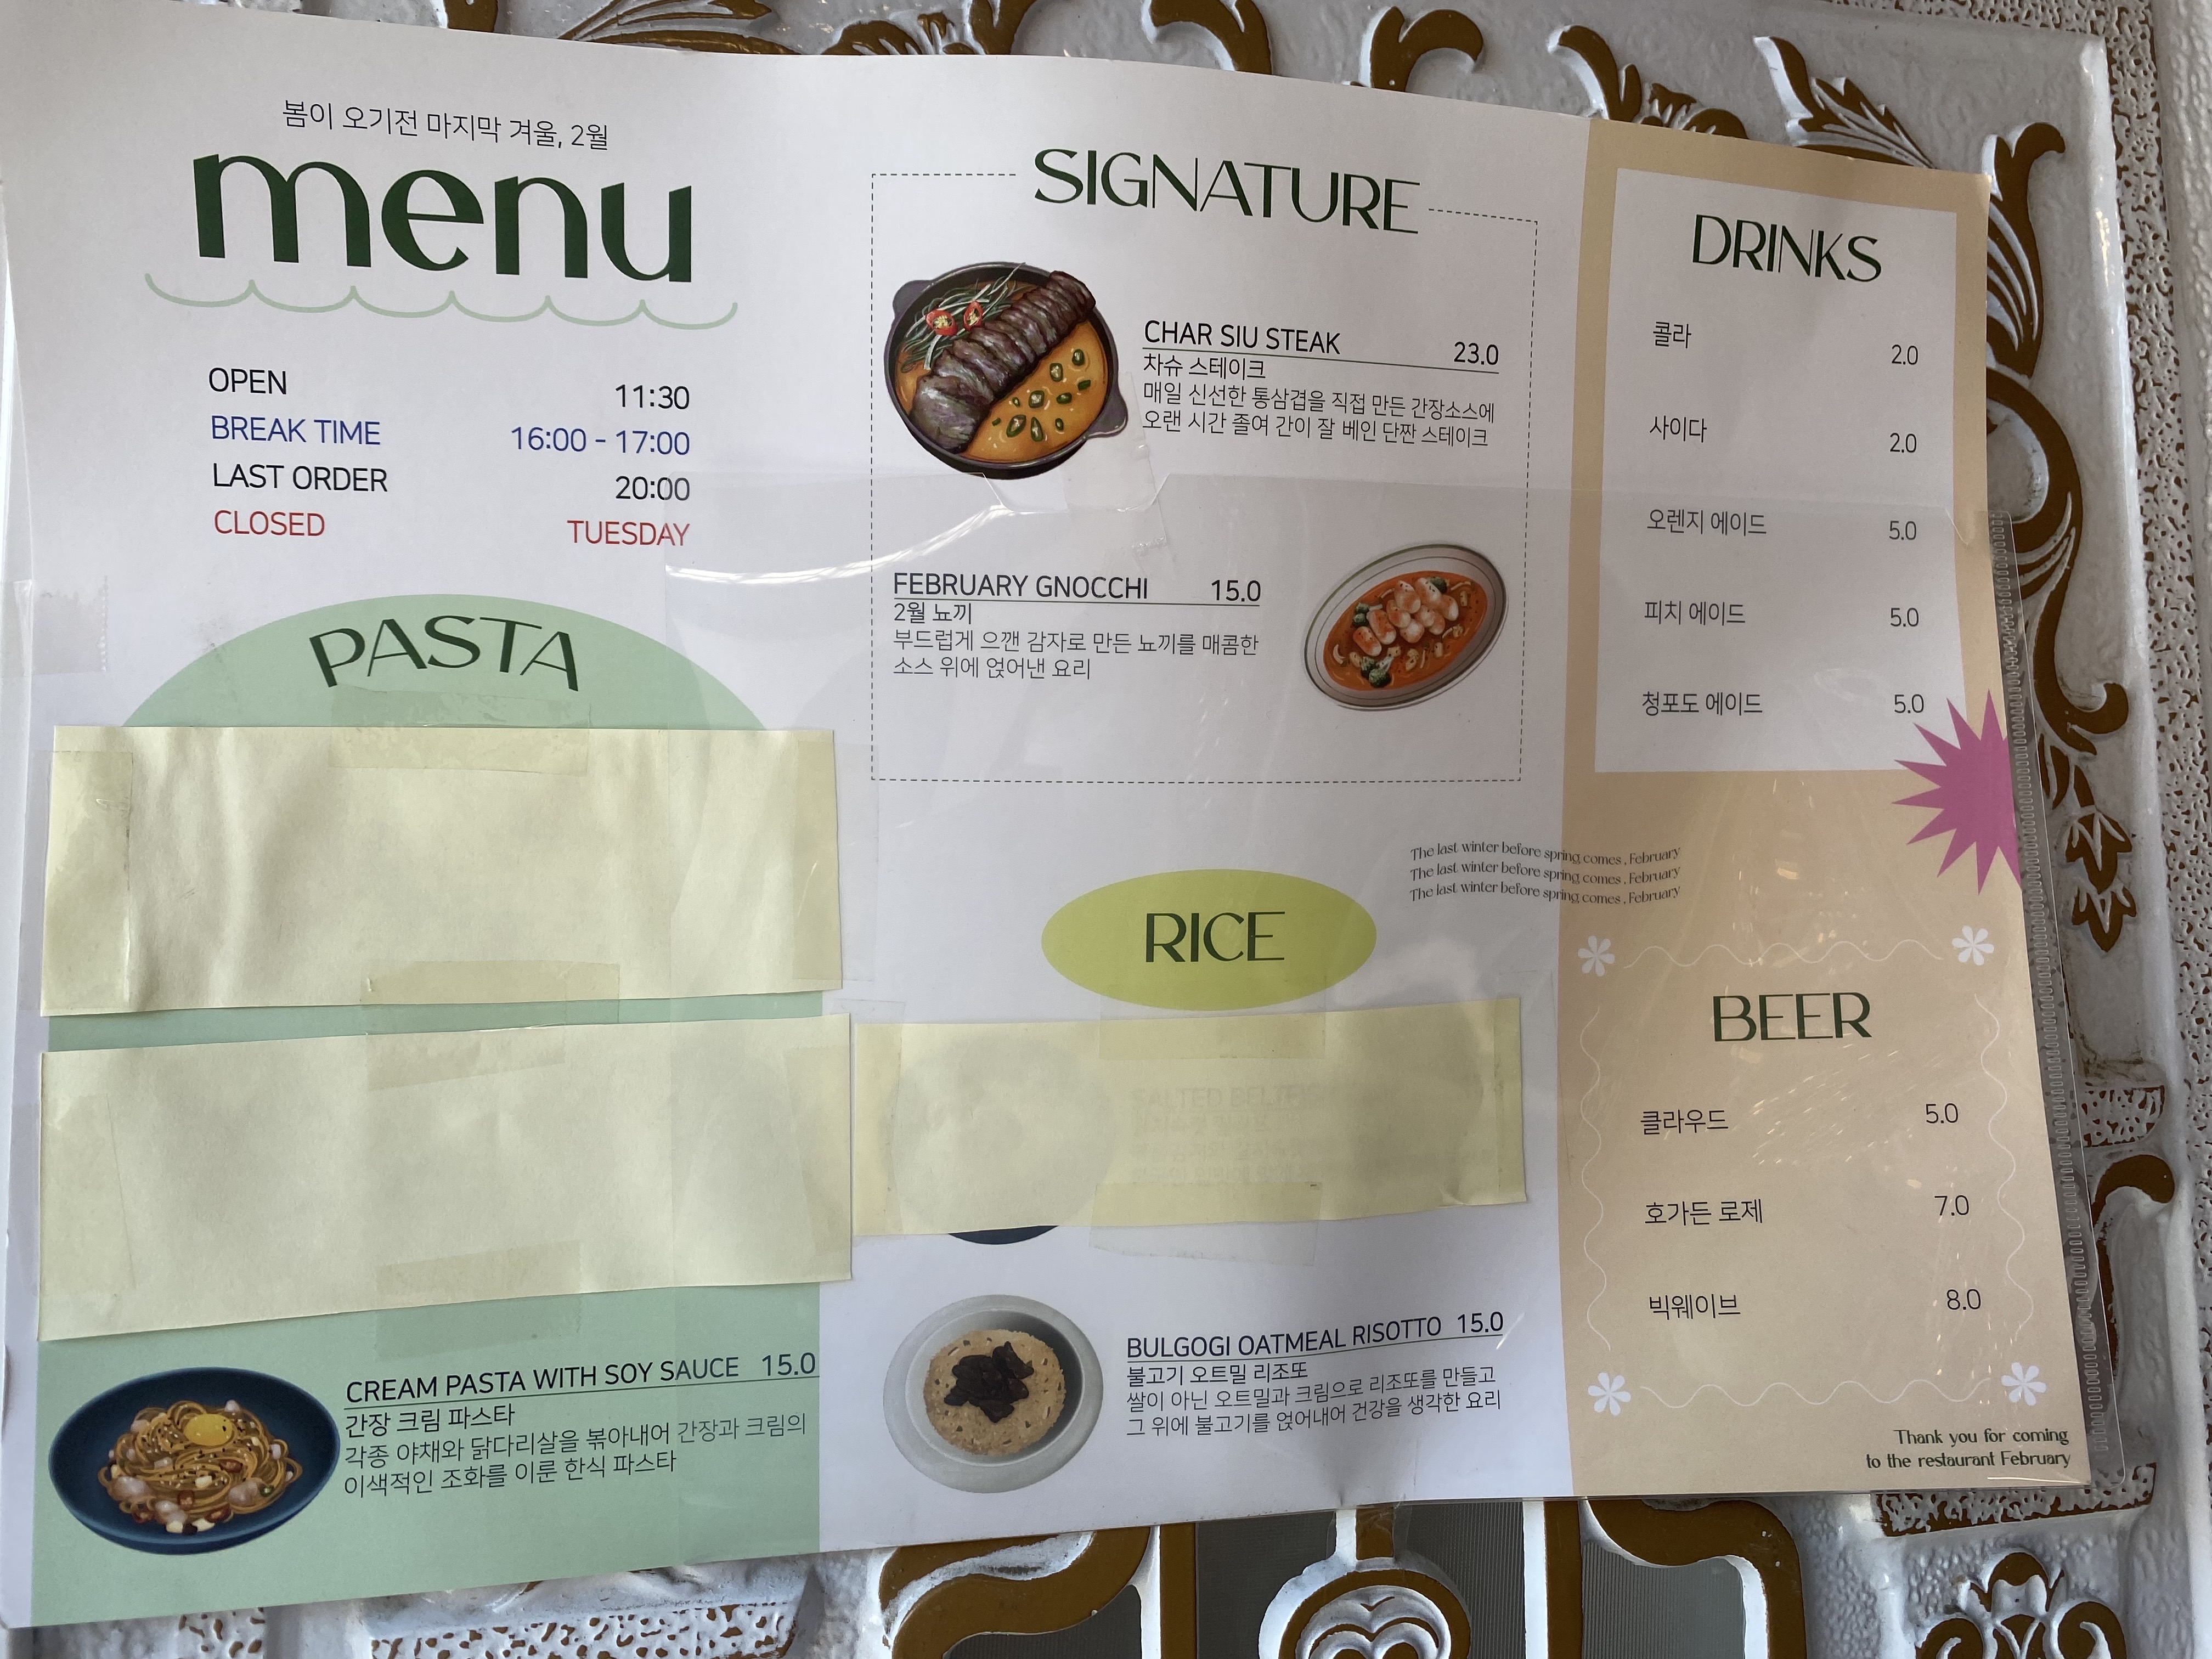 봄이 오기전 마지막 겨울, 2월
menu
OPEN 11:30
BREAK TIME 16:00 - 17:00
LAST ORDER 20:00
CLOSED TUESDAY
PASTA
CREAM PASTA WITH SOY SAUCE 15.0
간장 크림 파스타
각종 야채와 닭다리살을 볶아내어 간장과 크림의
이색적인 조화를 이룬 한식 파스타
SIGNATURE
CHAR SIU STEAK 23.0
차슈 스테이크
매일 신선한 통삼겹을 직접 만든 간장소스에
오랜 시간 졸여 간이 잘 베인 단짠 스테이크
FEBRUARY GNOCCHI 15.0
2월 뇨끼
부드럽게 으깬 감자로 만든 뇨끼를 매콤한
소스 위에 얹어낸 요리
RICE
BULGOGI OATMEAL RISOTTO 15.0
불고기 오트밀 리조또
쌀이 아닌 오트밀과 크림으로 리조또를 만들고
그 위에 불고기를 얹어내어 건강을 생각한 요리
The last winter before spring comes , February
The last winter before spring comes , February
The last winter before spring comes , February
DRINKS
콜라 2.0
사이다 2.0
오렌지 에이드 5.0
피치 에이드 5.0
청포도 에이드 5.0
BEER
클라우드 5.0
호가든 로제 7.0
빅웨이브 8.0
Thank you for coming
to the restaurant February